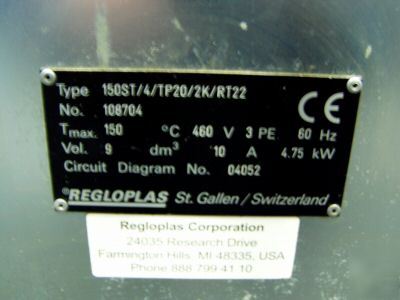 Type 150ST/4/TP20/2K/RT22
No. 108704
Tmax. 150 °C 460 V 3 PE 60 Hz
Vol. 9 dm³ 10 A 4.75 kW
Circuit Diagram No. 04052
CE
®REGLOPLAS St. Gallen / Switzerland
Regloplas Corporation
24035 Research Drive
Farmington Hills, MI 48335, USA
Phone 888 799 41 10